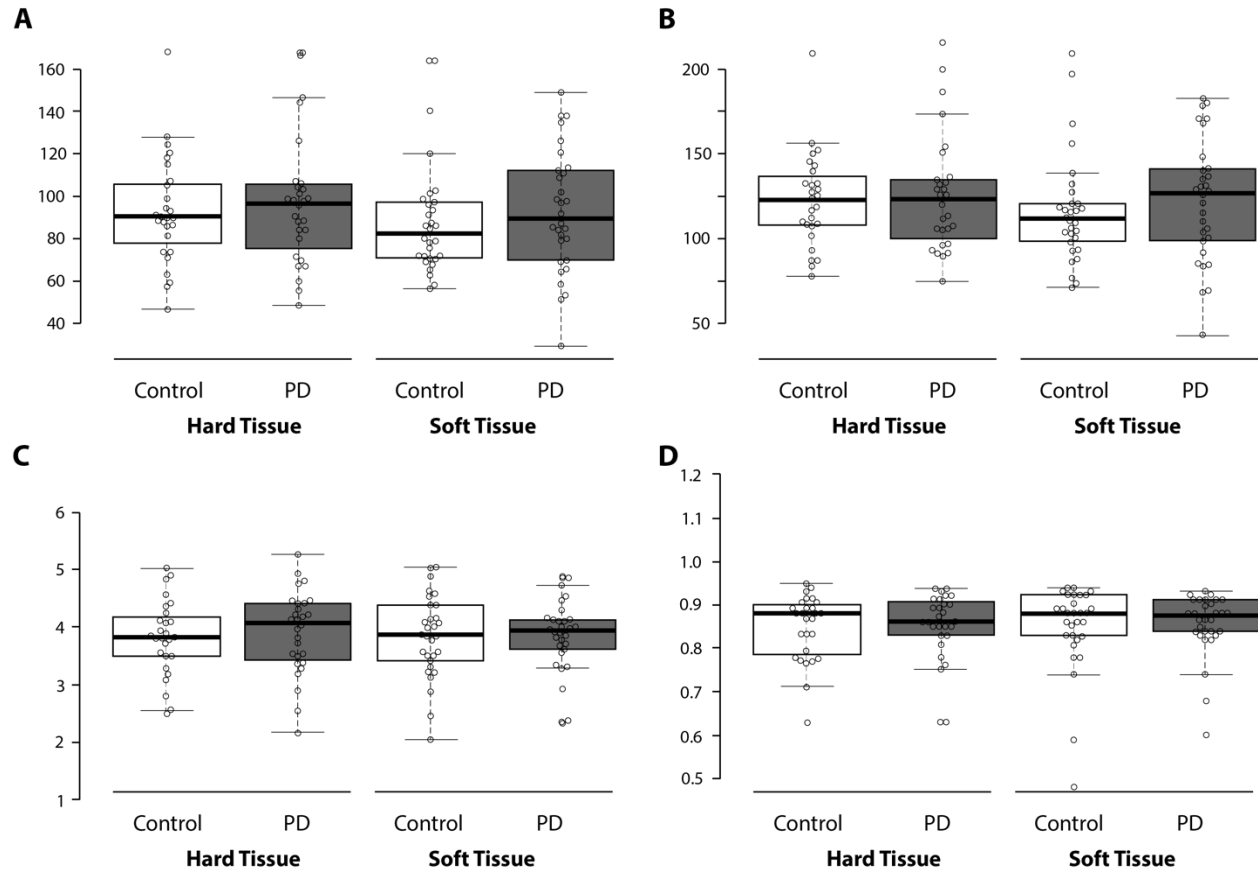 A
160
140
120
100
80
60
40
Control PD Control PD
Hard Tissue Soft Tissue
B
200
150
100
50
Control PD Control PD
Hard Tissue Soft Tissue
C
6
5
4
3
2
1
Control PD Control PD
Hard Tissue Soft Tissue
D
1.2
1.1
1.0
0.9
0.8
0.7
0.6
0.5
Control PD Control PD
Hard Tissue Soft Tissue